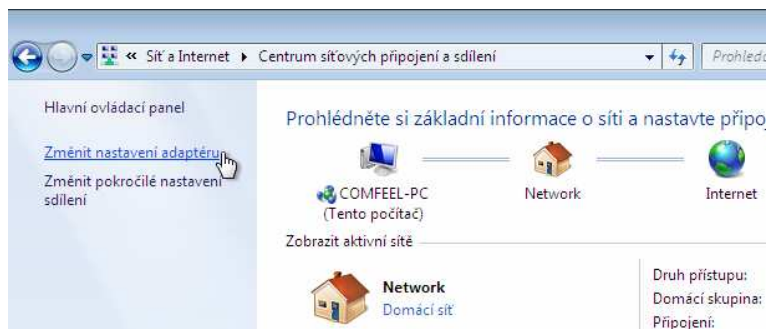 « Síť a Internet ▸ Centrum síťových připojení a sdílení
Hlavní ovládací panel
Změnit nastavení adaptéru
Změnit pokročilé nastavení
sdílení
Prohlédněte si základní informace o síti a nastavte
COMFEEL-PC
(Tento počítač)
Network
Internet
Zobrazit aktivní sítě
Network
Domácí síť
Druh přístupu:
Domácí skupina:
Připojení: